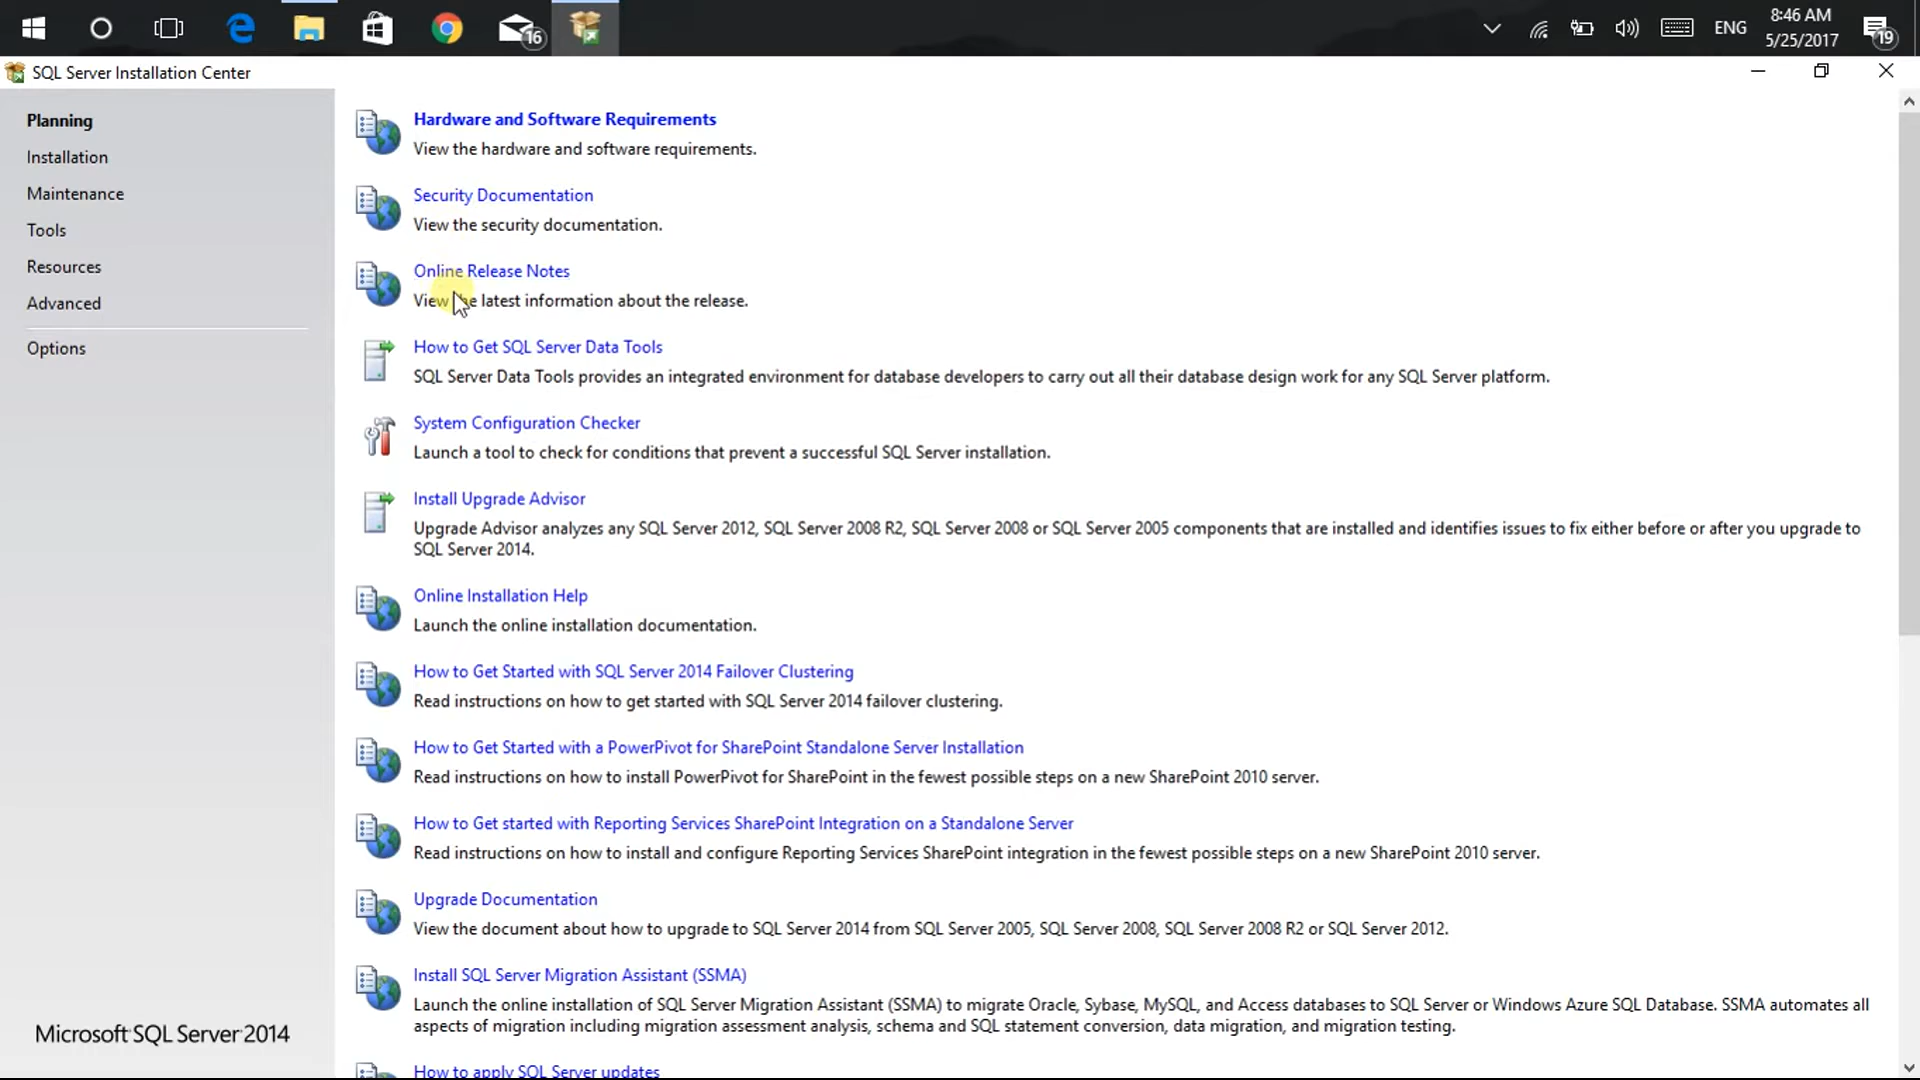 16
ENG
8:46 AM
5/25/2017
19
SQL Server Installation Center
Planning
Installation
Maintenance
Tools
Resources
Advanced
Options
Microsoft SQL Server 2014
Hardware and Software Requirements
View the hardware and software requirements.
Security Documentation
View the security documentation.
Online Release Notes
View the latest information about the release.
How to Get SQL Server Data Tools
SQL Server Data Tools provides an integrated environment for database developers to carry out all their database design work for any SQL Server platform.
System Configuration Checker
Launch a tool to check for conditions that prevent a successful SQL Server installation.
Install Upgrade Advisor
Upgrade Advisor analyzes any SQL Server 2012, SQL Server 2008 R2, SQL Server 2008 or SQL Server 2005 components that are installed and identifies issues to fix either before or after you upgrade to
SQL Server 2014.
Online Installation Help
Launch the online installation documentation.
How to Get Started with SQL Server 2014 Failover Clustering
Read instructions on how to get started with SQL Server 2014 failover clustering.
How to Get Started with a PowerPivot for SharePoint Standalone Server Installation
Read instructions on how to install PowerPivot for SharePoint in the fewest possible steps on a new SharePoint 2010 server.
How to Get started with Reporting Services SharePoint Integration on a Standalone Server
Read instructions on how to install and configure Reporting Services SharePoint integration in the fewest possible steps on a new SharePoint 2010 server.
Upgrade Documentation
View the document about how to upgrade to SQL Server 2014 from SQL Server 2005, SQL Server 2008, SQL Server 2008 R2 or SQL Server 2012.
Install SQL Server Migration Assistant (SSMA)
Launch the online installation of SQL Server Migration Assistant (SSMA) to migrate Oracle, Sybase, MySQL, and Access databases to SQL Server or Windows Azure SQL Database. SSMA automates all
aspects of migration including migration assessment analysis, schema and SQL statement conversion, data migration, and migration testing.
How to apply SQL Server updates